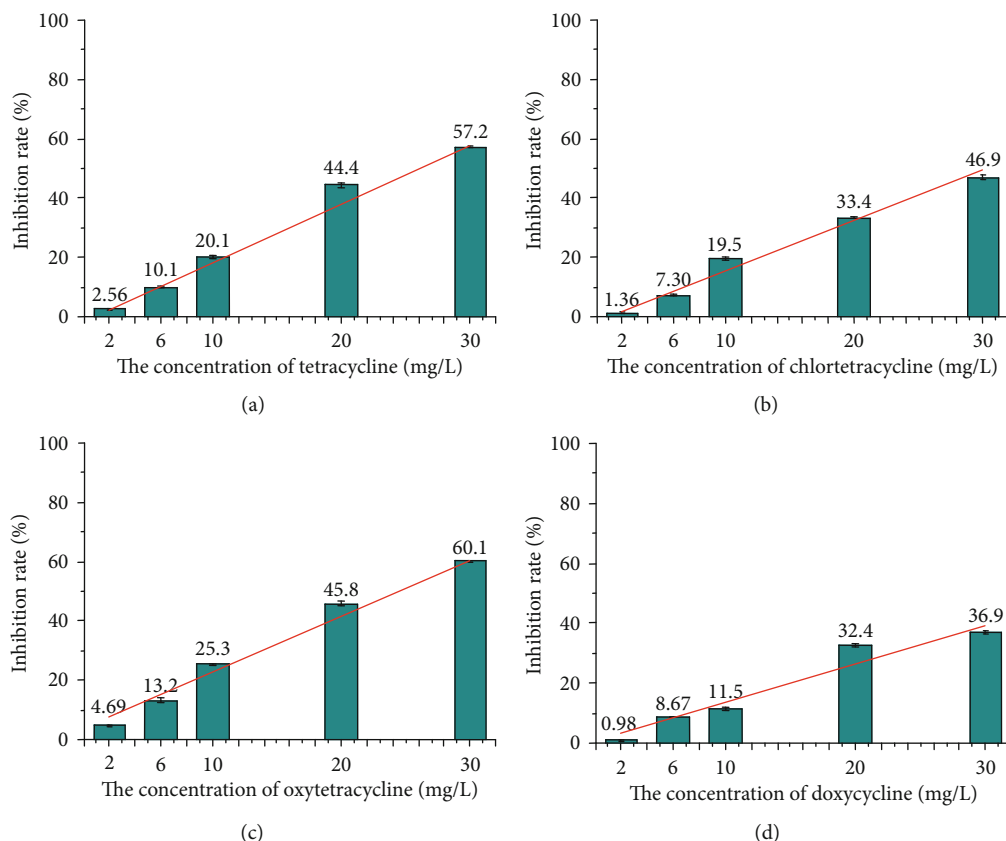 100
80
60
40
20
0
Inhibition rate (%)
2.56
10.1
20.1
44.4
57.2
2 6 10 20 30
The concentration of tetracycline (mg/L)
(a)
100
80
60
40
20
0
Inhibition rate (%)
1.36
7.30
19.5
33.4
46.9
2 6 10 20 30
The concentration of chlortetracycline (mg/L)
(b)
100
80
60
40
20
0
Inhibition rate (%)
4.69
13.2
25.3
45.8
60.1
2 6 10 20 30
The concentration of oxytetracycline (mg/L)
(c)
100
80
60
40
20
0
Inhibition rate (%)
0.98
8.67
11.5
32.4
36.9
2 6 10 20 30
The concentration of doxycycline (mg/L)
(d)